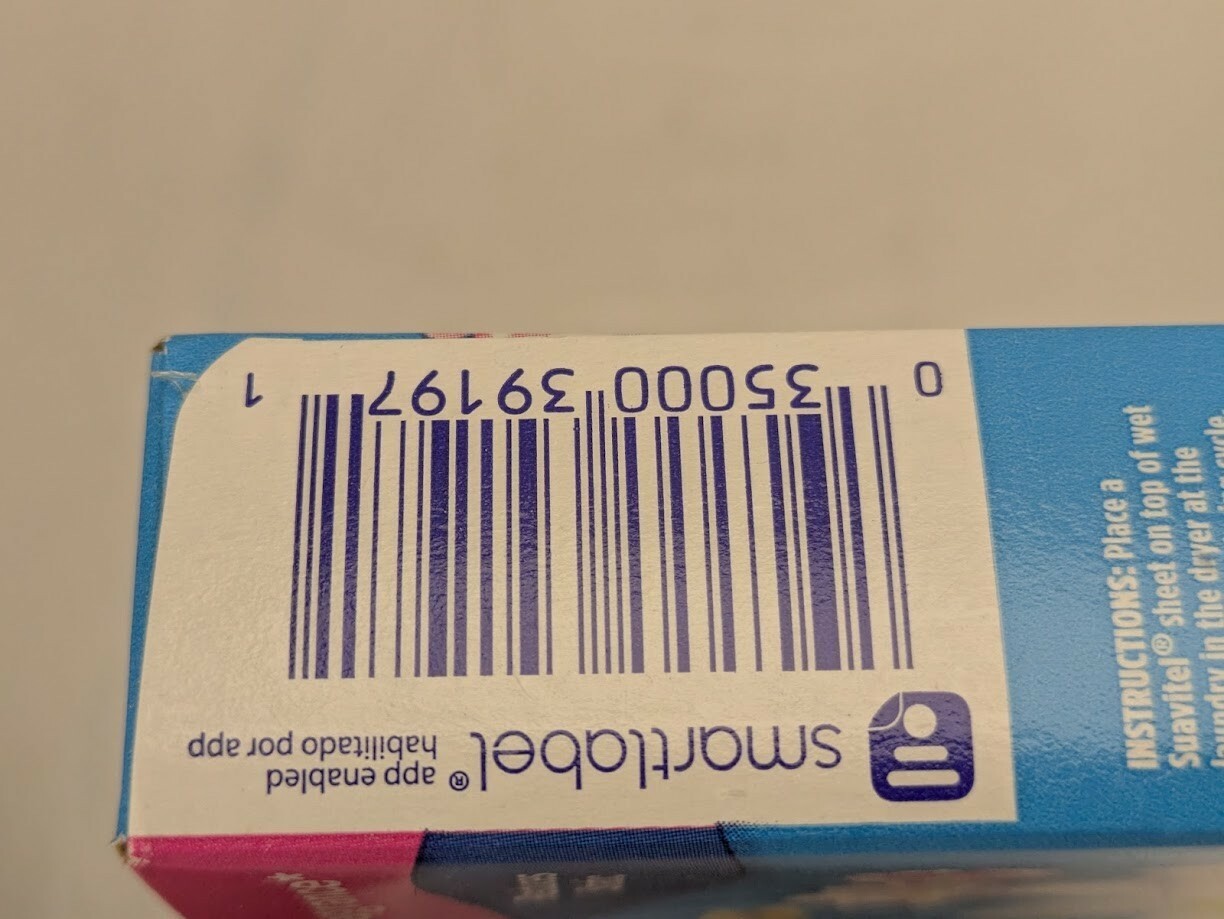 smartlabel®
app enabled
habilitado por app
0 35000 39197 1
INSTRUCTIONS: Place a
Suavitel® sheet on top of wet
laundry in the dryer at the